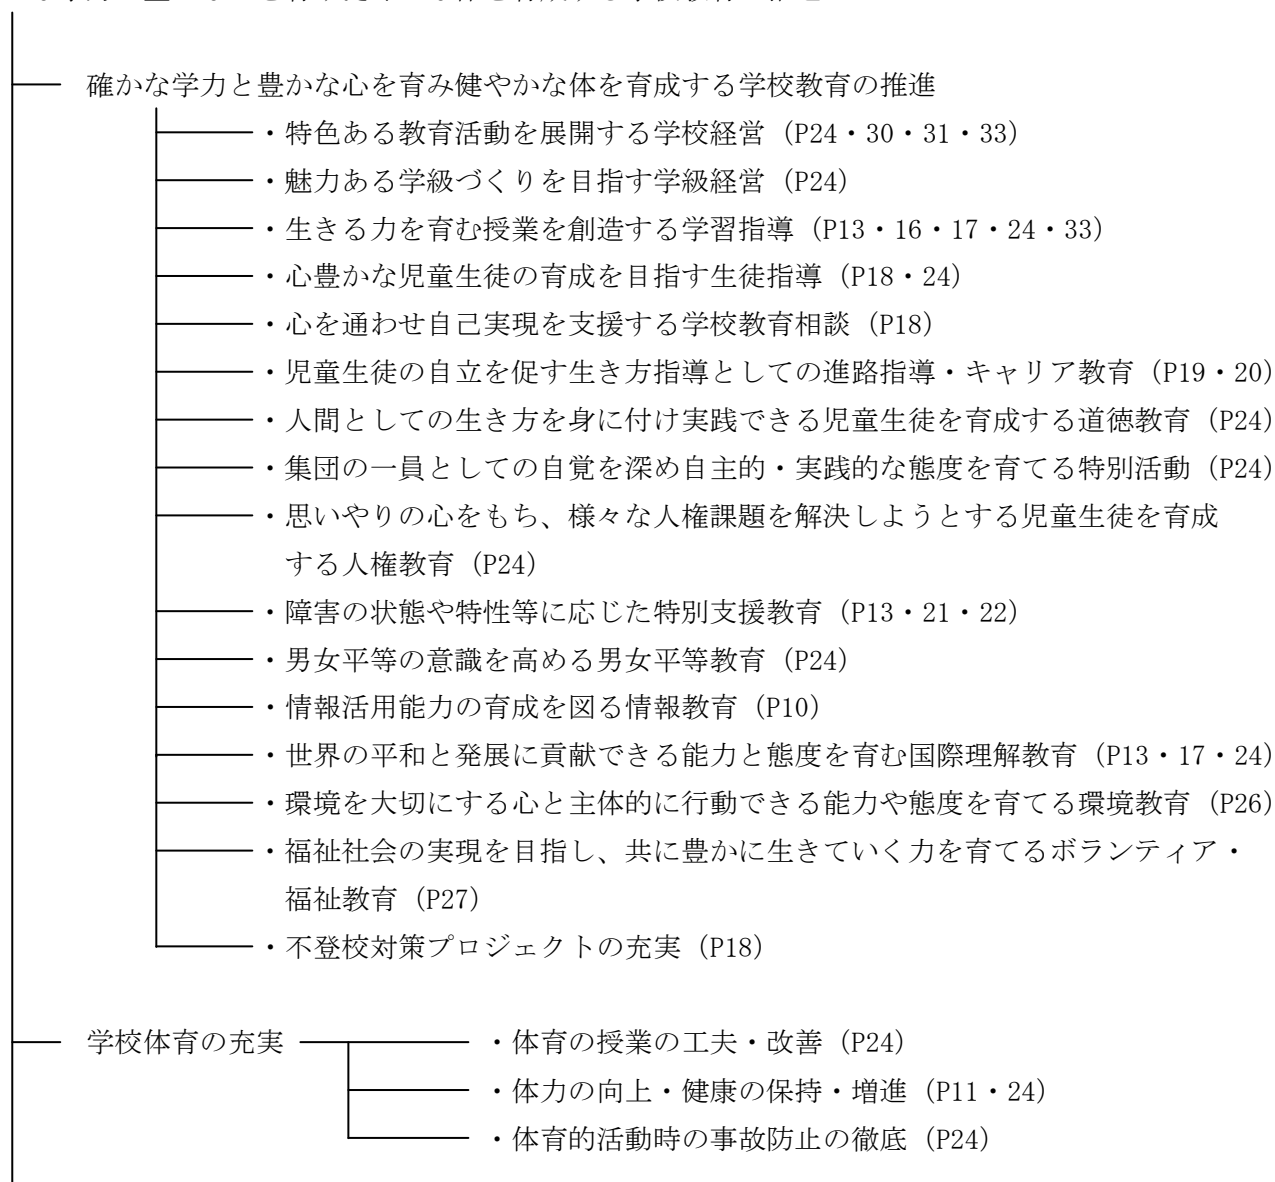 確かな学力と豊かな心を育み健やかな体を育成する学校教育の推進
・特色ある教育活動を展開する学校経営（P24・30・31・33）
・魅力ある学級づくりを目指す学級経営（P24）
・生きる力を育む授業を創造する学習指導（P13・16・17・24・33）
・心豊かな児童生徒の育成を目指す生徒指導（P18・24）
・心を通わせ自己実現を支援する学校教育相談（P18）
・児童生徒の自立を促す生き方指導としての進路指導・キャリア教育（P19・20）
・人間としての生き方を身に付け実践できる児童生徒を育成する道徳教育（P24）
・集団の一員としての自覚を深め自主的・実践的な態度を育てる特別活動（P24）
・思いやりの心をもち、様々な人権課題を解決しようとする児童生徒を育成
する人権教育（P24）
・障害の状態や特性等に応じた特別支援教育（P13・21・22）
・男女平等の意識を高める男女平等教育（P24）
・情報活用能力の育成を図る情報教育（P10）
・世界の平和と発展に貢献できる能力と態度を育む国際理解教育（P13・17・24）
・環境を大切にする心と主体的に行動できる能力や態度を育てる環境教育（P26）
・福祉社会の実現を目指し、共に豊かに生きていく力を育てるボランティア・
福祉教育（P27）
・不登校対策プロジェクトの充実（P18）
学校体育の充実 ・体育の授業の工夫・改善（P24）
・体力の向上・健康の保持・増進（P11・24）
・体育的活動時の事故防止の徹底（P24）